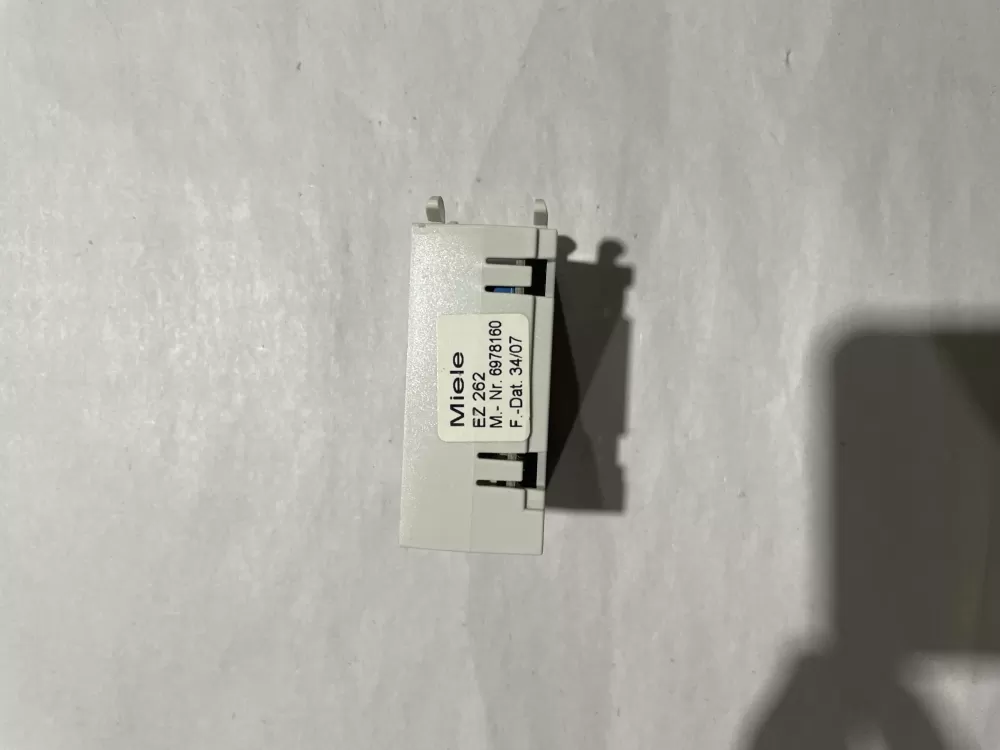 Miele
EZ 262
M.- Nr. 6978160
F.-Dat. 34/07